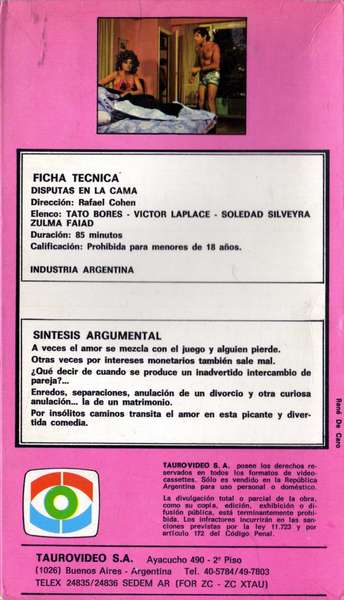 FICHA TECNICA
DISPUTAS EN LA CAMA
Dirección: Rafael Cohen
Elenco: TATO BORES - VICTOR LAPLACE - SOLEDAD SILVEYRA
ZULMA FAIAD
Duración: 85 minutos
Calificación: Prohibida para menores de 18 años.
INDUSTRIA ARGENTINA
SINTESIS ARGUMENTAL
A veces el amor se mezcla con el juego y alguien pierde.
Otras veces por intereses monetarios también sale mal.
¿Qué decir de cuando se produce un inadvertido intercambio de
pareja?...
Enredos, separaciones, anulación de un divorcio y otra curiosa
anulación... la de un matrimonio.
Por insólitos caminos transita el amor en esta picante y diver-
tida comedia.
René De Caro
TAUROVIDEO S. A. posee los derechos re-
servados en todos los formatos de video-
cassettes. Sólo es vendido en la República
Argentina para uso personal o doméstico.
La divulgación total o parcial de la obra,
como su copia, edición, exhibición o di-
fusión pública, está terminantemente prohi-
bida. Los infractores incurrirán en las san-
ciones previstas por la ley 11.723 y por
artículo 172 del Código Penal.
TAUROVIDEO S.A. Ayacucho 490 - 2º Piso
(1026) Buenos Aires - Argentina Tel. 40-5784/49-7803
TELEX 24835/24836 SEDEM AR (FOR ZC - ZC XTAU)